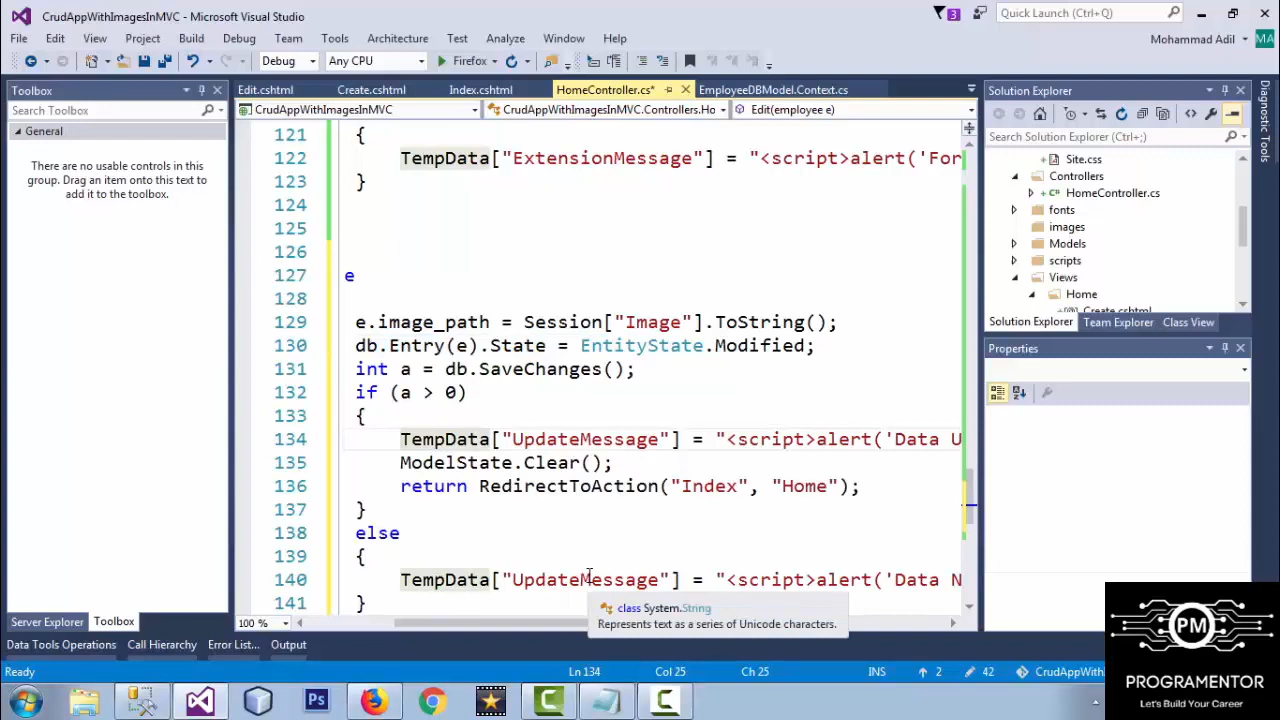 CrudAppWithImagesInMVC - Microsoft Visual Studio
3
Quick Launch (Ctrl+Q)
File Edit View Project Build Debug Team Tools Architecture Test Analyze Window Help
Mohammad Adil
MA
Debug
Any CPU
Firefox
Toolbox
Edit.cshtml
Create.cshtml
Index.cshtml
HomeController.cs*
EmployeeDBModel.Context.cs
Solution Explorer
Diagnostic Tools
Search Toolbox
CrudAppWithImagesInMVC
CrudAppWithImagesInMVC.Controllers.Ho
Edit(employee e)
General
There are no usable controls in this
group. Drag an item onto this text to
add it to the toolbox.
121 {
122 TempData["ExtensionMessage"] = "<script>alert('For
123 }
124
125
126
127 e
128
129 e.image_path = Session["Image"].ToString();
130 db.Entry(e).State = EntityState.Modified;
131 int a = db.SaveChanges();
132 if (a > 0)
133 {
134 TempData["UpdateMessage"] = "<script>alert('Data U
135 ModelState.Clear();
136 return RedirectToAction("Index", "Home");
137 }
138 else
139 {
140 TempData["UpdateMessage"] = "<script>alert('Data N
141 }
class System.String
Represents text as a series of Unicode characters.
100 %
Search Solution Explorer (Ctrl+;)
Site.css
Controllers
HomeController.cs
fonts
images
Models
scripts
Views
Home
Create.cshtml
Solution Explorer Team Explorer Class View
Properties
Server Explorer Toolbox
Data Tools Operations Call Hierarchy Error List... Output
Ready
Ln 134
Col 25
Ch 25
INS
2
42
CrudAppWithI
Ps
PM
PROGRAMENTOR
Let's Build Your Career